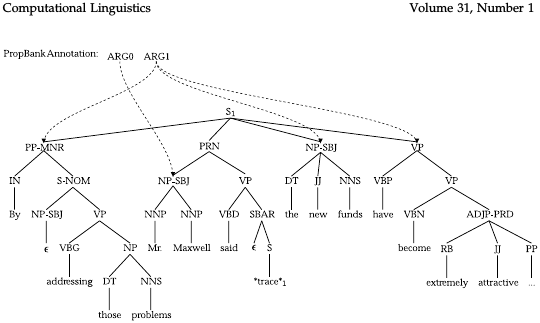 Computational Linguistics Volume 31, Number 1
PropBank Annotation: ARG0 ARG1
S1
PP-MNR PRN NP-SBJ VP
IN S-NOM NP-SBJ VP DT JJ NNS VBP VP
By NP-SBJ VP NNP NNP VBD SBAR the new funds have VBN ADJP-PRD
ϵ VBG NP Mr. Maxwell said ϵ S become RB JJ PP
addressing DT NNS *trace*1 extremely attractive ...
those problems